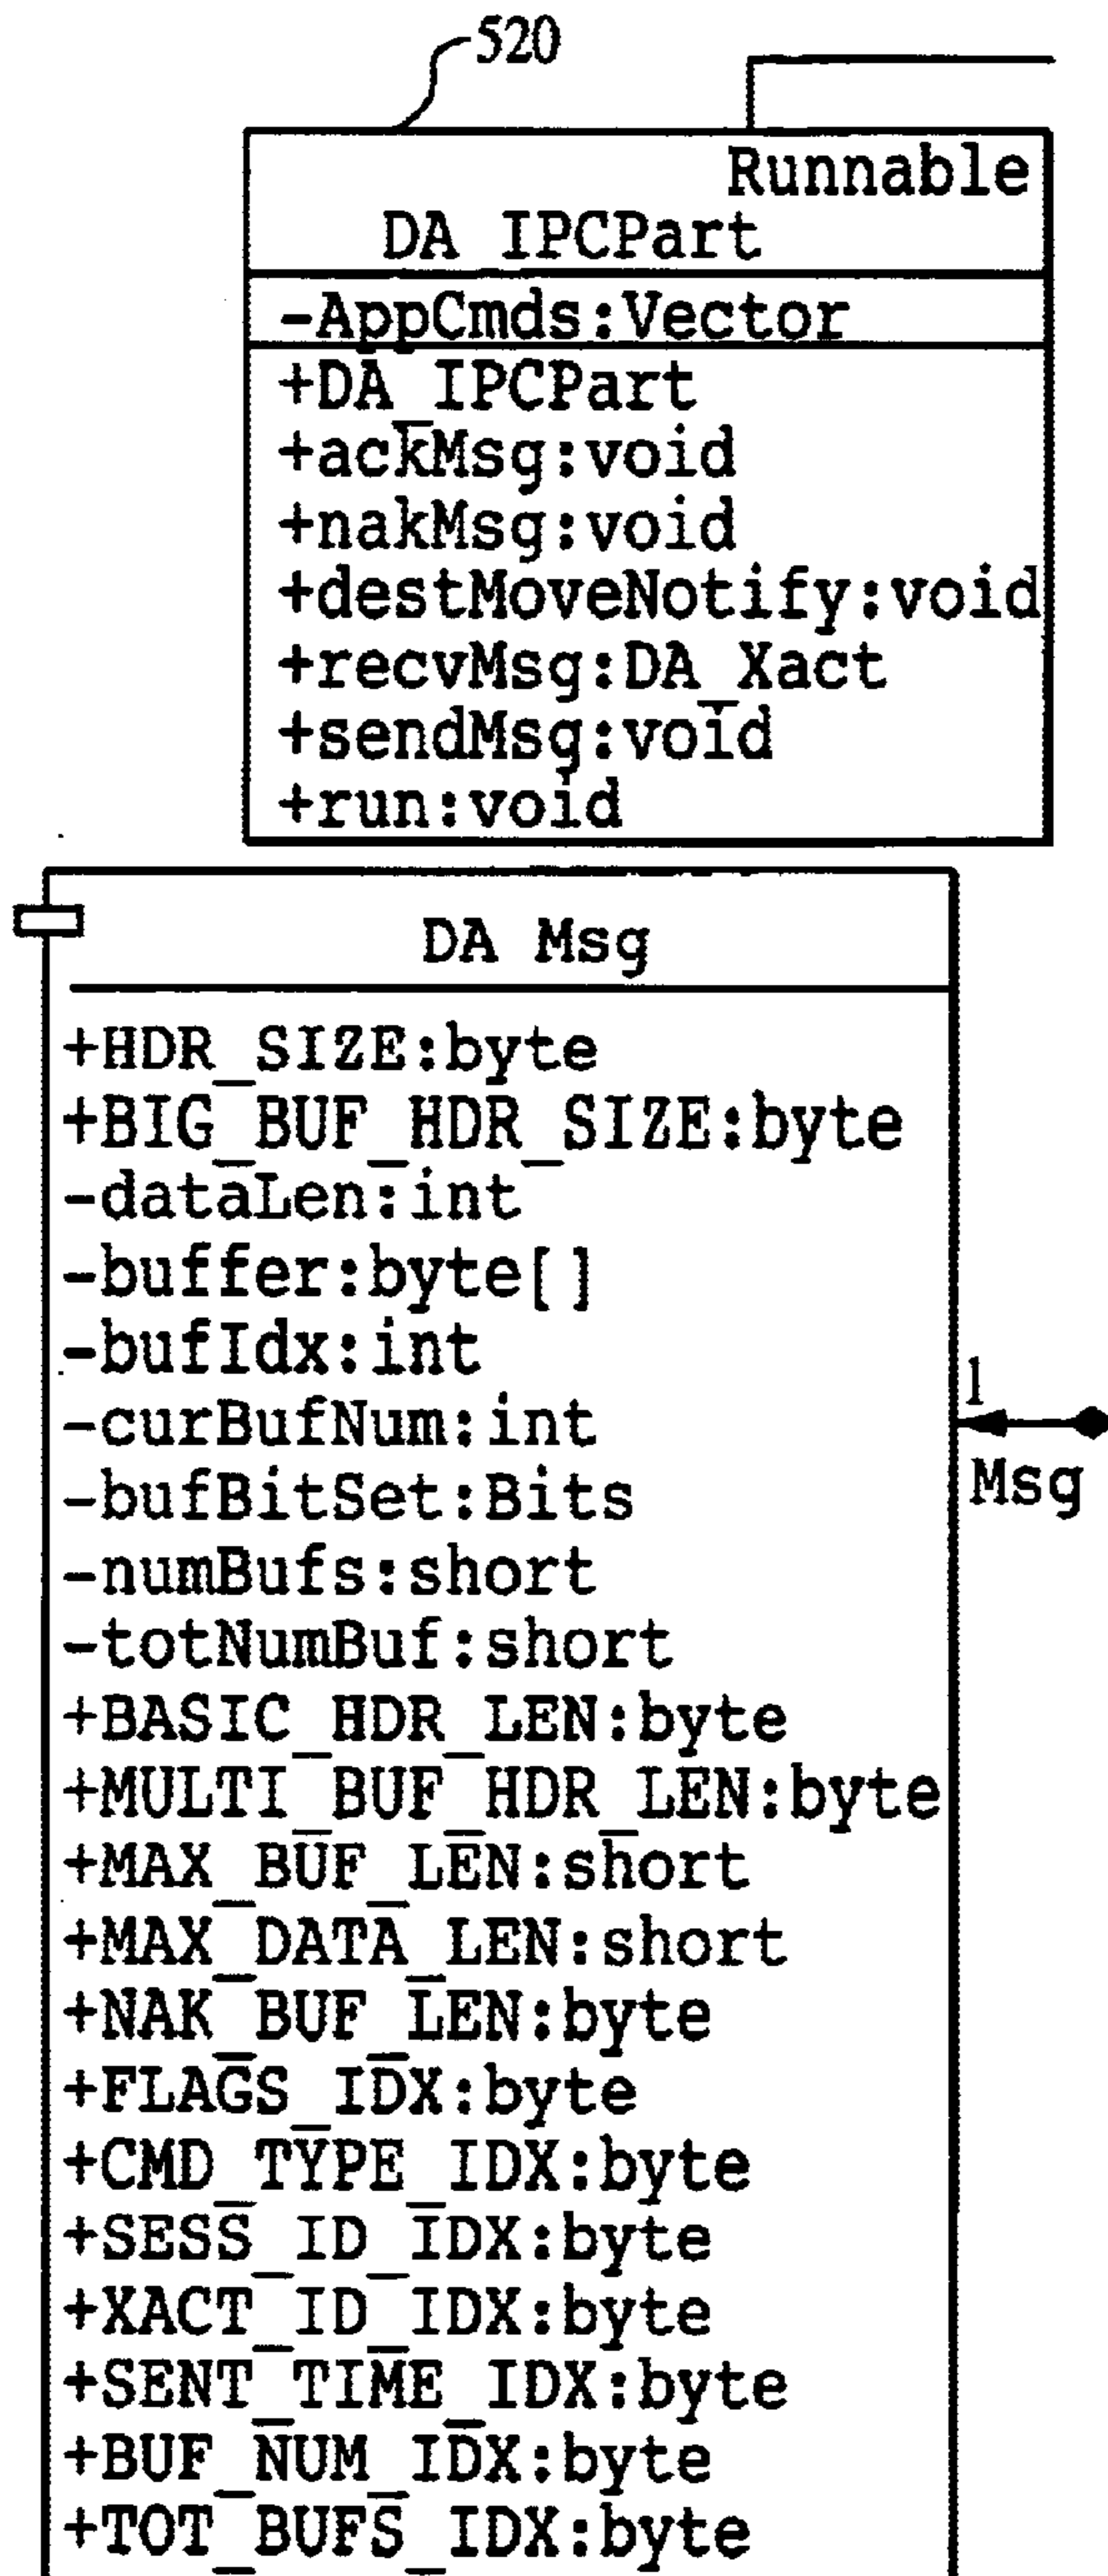 520
Runnable
DA IPCPart
-AppCmds:Vector
+DA_IPCPart
+ackMsg:void
+nakMsg:void
+destMoveNotify:void
+recvMsg:DA_Xact
+sendMsg:void
+run:void
DA Msg
+HDR_SIZE:byte
+BIG_BUF_HDR_SIZE:byte
-dataLen:int
-buffer:byte[]
-bufIdx:int
-curBufNum:int
1
-bufBitSet:Bits
Msg
-numBufs:short
-totNumBuf:short
+BASIC_HDR_LEN:byte
+MULTI_BUF_HDR_LEN:byte
+MAX_BUF_LEN:short
+MAX_DATA_LEN:short
+NAK_BUF_LEN:byte
+FLAGS_IDX:byte
+CMD_TYPE_IDX:byte
+SESS_ID_IDX:byte
+XACT_ID_IDX:byte
+SENT_TIME_IDX:byte
+BUF_NUM_IDX:byte
+TOT_BUFS_IDX:byte